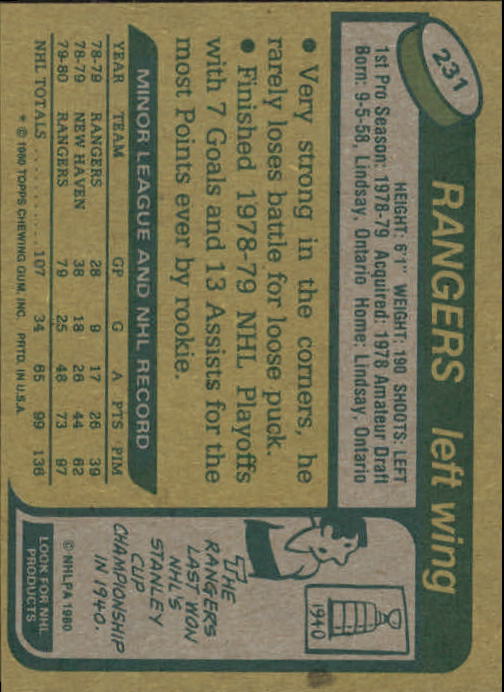 231
RANGERS left wing
HEIGHT: 6'1" WEIGHT: 190 SHOOTS: LEFT
1st Pro Season: 1978-79 Acquired: 1978 Amateur Draft
Born: 9-5-58, Lindsay, Ontario Home: Lindsay, Ontario
● Very strong in the corners, he
rarely loses battle for loose puck.
● Finished 1978-79 NHL Playoffs
with 7 Goals and 13 Assists for the
most Points ever by rookie.
MINOR LEAGUE AND NHL RECORD
YEAR TEAM GP G A PTS PIM
78-79 RANGERS 28 9 17 26 39
78-79 NEW HAVEN 38 18 26 44 62
79-80 RANGERS 79 25 48 73 97
NHL TOTALS .......... 107 34 65 99 136
* © 1980 TOPPS CHEWING GUM, INC. PRTD. IN U.S.A.
1940
THE
RANGERS
LAST WON
NHL'S
STANLEY
CUP
CHAMPIONSHIP
IN 1940.
© NHLPA 1980
LOOK FOR NHL
PRODUCTS